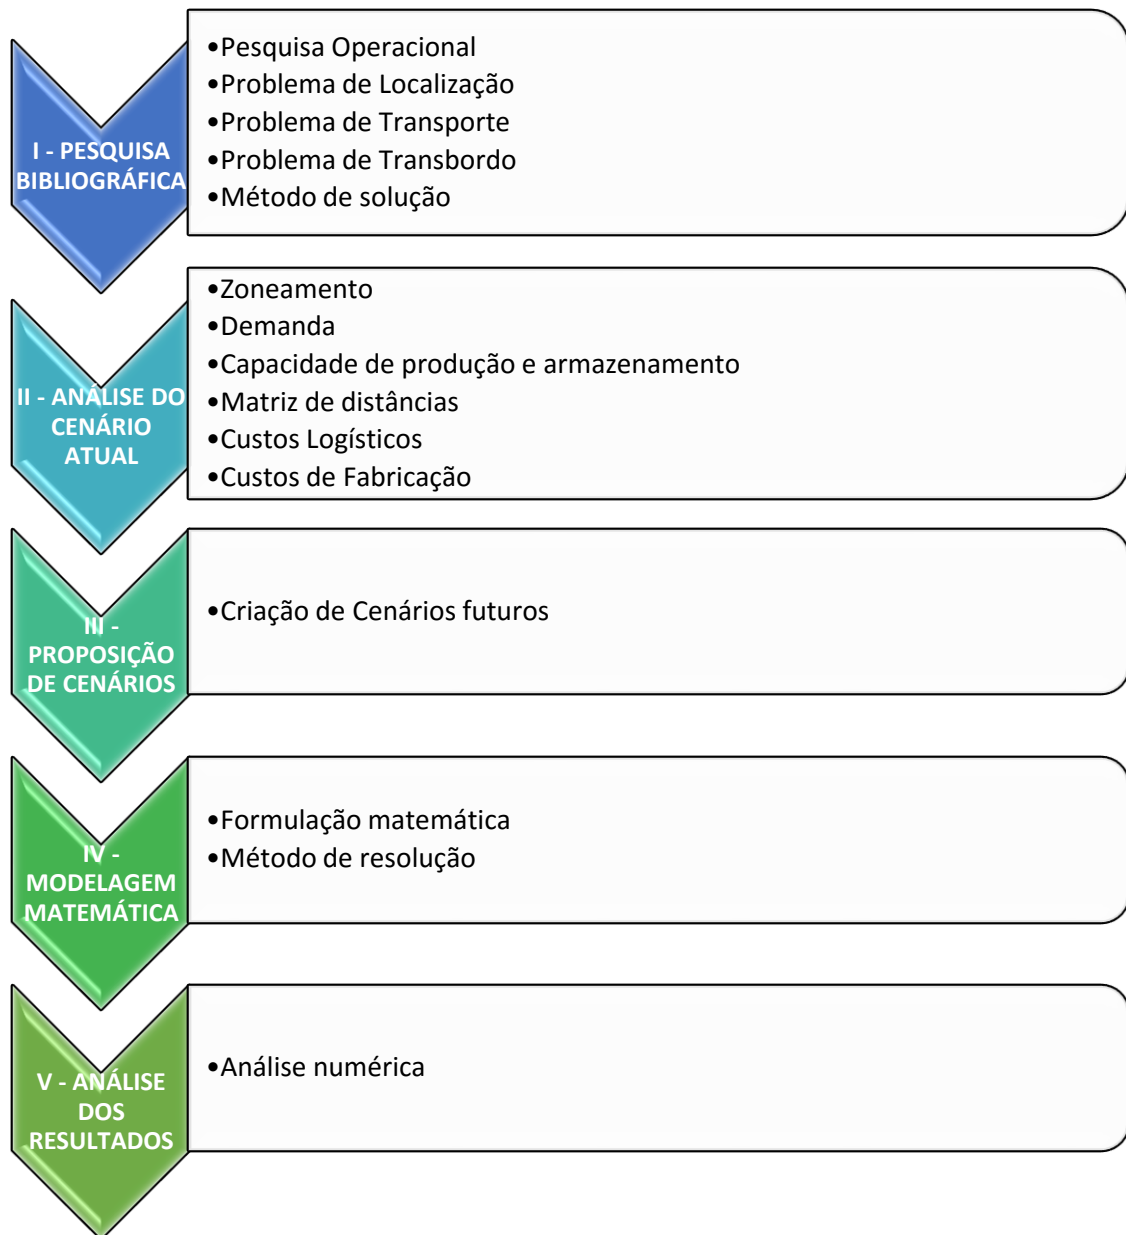 I - PESQUISA
BIBLIOGRÁFICA
•Pesquisa Operacional
•Problema de Localização
•Problema de Transporte
•Problema de Transbordo
•Método de solução
II - ANÁLISE DO
CENÁRIO
ATUAL
•Zoneamento
•Demanda
•Capacidade de produção e armazenamento
•Matriz de distâncias
•Custos Logísticos
•Custos de Fabricação
III -
PROPOSIÇÃO
DE CENÁRIOS
•Criação de Cenários futuros
IV -
MODELAGEM
MATEMÁTICA
•Formulação matemática
•Método de resolução
V - ANÁLISE
DOS
RESULTADOS
•Análise numérica